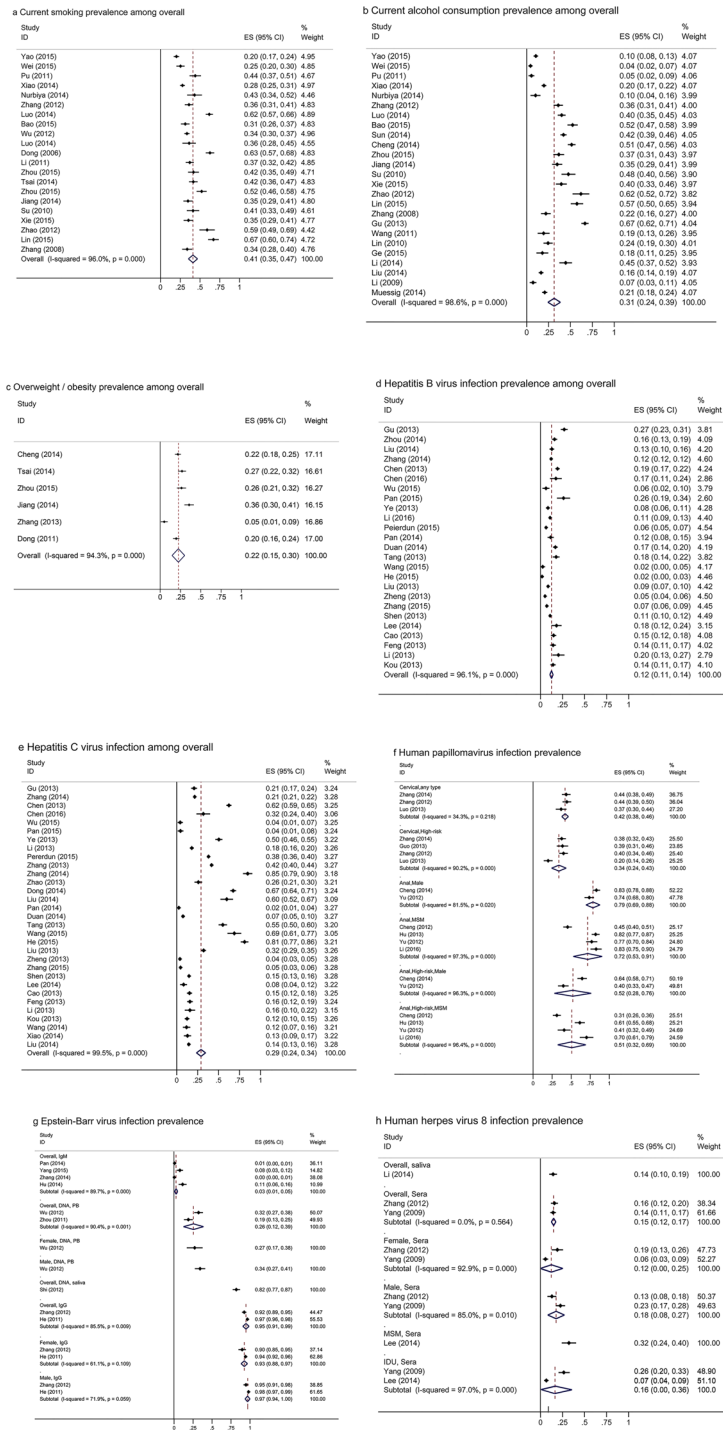 a Current smoking prevalence among overall
Study %
ID ES (95% CI) Weight
Yao (2015) 0.20 (0.17, 0.24) 4.95
Wei (2015) 0.25 (0.20, 0.30) 4.85
Pu (2011) 0.44 (0.37, 0.51) 4.67
Xiao (2014) 0.28 (0.25, 0.31) 4.97
Nurbiya (2014) 0.43 (0.34, 0.52) 4.46
Zhang (2012) 0.36 (0.31, 0.41) 4.83
Luo (2014) 0.62 (0.57, 0.66) 4.89
Bao (2015) 0.31 (0.26, 0.37) 4.82
Wu (2012) 0.34 (0.30, 0.37) 4.96
Luo (2014) 0.36 (0.28, 0.45) 4.55
Dong (2006) 0.63 (0.57, 0.68) 4.83
Li (2011) 0.37 (0.32, 0.42) 4.85
Zhou (2015) 0.42 (0.35, 0.49) 4.71
Tsai (2014) 0.42 (0.36, 0.47) 4.83
Zhou (2015) 0.52 (0.46, 0.58) 4.75
Jiang (2014) 0.35 (0.29, 0.41) 4.80
Su (2010) 0.41 (0.33, 0.49) 4.61
Xie (2015) 0.35 (0.29, 0.41) 4.77
Zhao (2012) 0.59 (0.49, 0.69) 4.42
Lin (2015) 0.67 (0.60, 0.74) 4.72
Zhang (2008) 0.34 (0.28, 0.40) 4.76
Overall (I-squared = 96.0%, p = 0.000) 0.41 (0.35, 0.47) 100.00
0 .25 .5 .75 1
b Current alcohol consumption prevalence among overall
Study %
ID ES (95% CI) Weight
Yao (2015) 0.10 (0.08, 0.13) 4.07
Wei (2015) 0.04 (0.02, 0.07) 4.07
Pu (2011) 0.05 (0.02, 0.09) 4.06
Xiao (2014) 0.20 (0.17, 0.22) 4.07
Nurbiya (2014) 0.10 (0.04, 0.16) 3.99
Zhang (2012) 0.36 (0.31, 0.41) 4.00
Luo (2014) 0.40 (0.35, 0.45) 4.03
Bao (2015) 0.52 (0.47, 0.58) 3.99
Sun (2014) 0.42 (0.39, 0.46) 4.05
Cheng (2014) 0.51 (0.47, 0.56) 4.03
Zhou (2015) 0.37 (0.31, 0.43) 3.97
Jiang (2014) 0.35 (0.29, 0.41) 4.00
Su (2010) 0.48 (0.40, 0.56) 3.90
Xie (2015) 0.40 (0.33, 0.46) 3.97
Zhao (2012) 0.62 (0.52, 0.72) 3.82
Lin (2015) 0.57 (0.50, 0.65) 3.94
Zhang (2008) 0.22 (0.16, 0.27) 4.00
Gu (2013) 0.67 (0.62, 0.71) 4.04
Wang (2011) 0.19 (0.13, 0.26) 3.95
Lin (2010) 0.24 (0.19, 0.30) 4.01
Ge (2015) 0.18 (0.11, 0.25) 3.95
Li (2014) 0.45 (0.37, 0.52) 3.93
Liu (2014) 0.16 (0.14, 0.19) 4.07
Li (2009) 0.07 (0.03, 0.11) 4.05
Muessig (2014) 0.21 (0.18, 0.24) 4.07
Overall (I-squared = 98.6%, p = 0.000) 0.31 (0.24, 0.39) 100.00
0 .25 .5 .75 1
c Overweight / obesity prevalence among overall
Study %
ID ES (95% CI) Weight
Cheng (2014) 0.22 (0.18, 0.25) 17.11
Tsai (2014) 0.27 (0.22, 0.32) 16.61
Zhou (2015) 0.26 (0.21, 0.32) 16.27
Jiang (2014) 0.36 (0.30, 0.41) 16.15
Zhang (2013) 0.05 (0.01, 0.09) 16.86
Dong (2011) 0.20 (0.16, 0.24) 17.00
Overall (I-squared = 94.3%, p = 0.000) 0.22 (0.15, 0.30) 100.00
0 .25 .5 .75 1
d Hepatitis B virus infection prevalence among overall
Study %
ID ES (95% CI) Weight
Gu (2013) 0.27 (0.23, 0.31) 3.81
Zhou (2014) 0.16 (0.13, 0.19) 4.09
Liu (2014) 0.13 (0.10, 0.16) 4.20
Zhang (2014) 0.12 (0.12, 0.12) 4.60
Chen (2013) 0.19 (0.17, 0.22) 4.24
Chen (2016) 0.17 (0.11, 0.24) 2.86
Wu (2015) 0.06 (0.02, 0.10) 3.79
Pan (2015) 0.26 (0.19, 0.34) 2.60
Ye (2013) 0.08 (0.06, 0.11) 4.28
Li (2016) 0.11 (0.09, 0.13) 4.40
Peierdun (2015) 0.06 (0.05, 0.07) 4.54
Pan (2014) 0.12 (0.08, 0.15) 3.94
Duan (2014) 0.17 (0.14, 0.20) 4.19
Tang (2013) 0.18 (0.14, 0.22) 3.82
Wang (2015) 0.02 (0.00, 0.05) 4.17
He (2015) 0.02 (0.00, 0.03) 4.46
Liu (2013) 0.09 (0.07, 0.10) 4.42
Zheng (2013) 0.05 (0.04, 0.06) 4.50
Zhang (2015) 0.07 (0.06, 0.09) 4.45
Shen (2013) 0.11 (0.10, 0.12) 4.49
Lee (2014) 0.18 (0.12, 0.24) 3.15
Cao (2013) 0.15 (0.12, 0.18) 4.08
Feng (2013) 0.14 (0.11, 0.17) 4.02
Li (2013) 0.20 (0.13, 0.27) 2.79
Kou (2013) 0.14 (0.11, 0.17) 4.10
Overall (I-squared = 96.1%, p = 0.000) 0.12 (0.11, 0.14) 100.00
0 .25 .5 .75 1
e Hepatitis C virus infection among overall
Study %
ID ES (95% CI) Weight
Gu (2013) 0.21 (0.17, 0.24) 3.24
Zhang (2014) 0.21 (0.21, 0.22) 3.28
Chen (2013) 0.62 (0.59, 0.65) 3.25
Chen (2016) 0.32 (0.24, 0.40) 3.06
Wu (2015) 0.04 (0.01, 0.07) 3.25
Pan (2015) 0.04 (0.01, 0.08) 3.24
Ye (2013) 0.50 (0.46, 0.55) 3.22
Li (2013) 0.18 (0.16, 0.20) 3.26
Pererdun (2015) 0.38 (0.36, 0.40) 3.27
Zhang (2013) 0.42 (0.40, 0.44) 3.27
Zhang (2014) 0.85 (0.79, 0.90) 3.18
Zhao (2013) 0.26 (0.21, 0.30) 3.22
Dong (2014) 0.67 (0.64, 0.71) 3.24
Liu (2014) 0.60 (0.52, 0.67) 3.09
Pan (2014) 0.02 (0.01, 0.04) 3.27
Duan (2014) 0.07 (0.05, 0.10) 3.27
Tang (2013) 0.55 (0.50, 0.60) 3.19
Wang (2015) 0.69 (0.61, 0.77) 3.05
He (2015) 0.81 (0.77, 0.86) 3.21
Liu (2013) 0.32 (0.29, 0.35) 3.26
Zheng (2013) 0.04 (0.03, 0.05) 3.28
Zhang (2015) 0.05 (0.03, 0.06) 3.28
Shen (2013) 0.15 (0.13, 0.16) 3.28
Lee (2014) 0.08 (0.04, 0.12) 3.22
Cao (2013) 0.15 (0.12, 0.18) 3.25
Feng (2013) 0.16 (0.12, 0.19) 3.24
Li (2013) 0.16 (0.10, 0.22) 3.15
Kou (2013) 0.12 (0.10, 0.15) 3.26
Wang (2014) 0.12 (0.07, 0.16) 3.21
Xiao (2014) 0.13 (0.09, 0.17) 3.23
Liu (2014) 0.14 (0.13, 0.16) 3.28
Overall (I-squared = 99.5%, p = 0.000) 0.29 (0.24, 0.34) 100.00
0 .25 .5 .75 1
f Human papillomavirus infection prevalence
Study %
ID ES (95% CI) Weight
Cervical,any type
Zhang (2014) 0.44 (0.38, 0.49) 36.75
Zhang (2012) 0.44 (0.39, 0.50) 36.04
Luo (2013) 0.37 (0.30, 0.44) 27.20
Subtotal (I-squared = 34.3%, p = 0.218) 0.42 (0.38, 0.46) 100.00
.
Cervical,High-risk
Zhang (2014) 0.38 (0.32, 0.43) 25.50
Guo (2013) 0.39 (0.31, 0.46) 23.85
Zhang (2012) 0.40 (0.34, 0.46) 25.40
Luo (2013) 0.20 (0.14, 0.26) 25.25
Subtotal (I-squared = 90.2%, p = 0.000) 0.34 (0.24, 0.43) 100.00
.
Anal,Male
Cheng (2014) 0.83 (0.78, 0.88) 52.22
Yu (2012) 0.74 (0.68, 0.80) 47.78
Subtotal (I-squared = 81.5%, p = 0.020) 0.79 (0.69, 0.88) 100.00
.
Anal,MSM
Cheng (2012) 0.45 (0.40, 0.51) 25.17
Hu (2013) 0.82 (0.77, 0.87) 25.25
Yu (2012) 0.77 (0.70, 0.84) 24.80
Li (2016) 0.83 (0.75, 0.90) 24.79
Subtotal (I-squared = 97.3%, p = 0.000) 0.72 (0.53, 0.91) 100.00
.
Anal,High-risk,Male
Cheng (2014) 0.64 (0.58, 0.71) 50.19
Yu (2012) 0.40 (0.33, 0.47) 49.81
Subtotal (I-squared = 96.3%, p = 0.000) 0.52 (0.28, 0.76) 100.00
.
Anal,High-risk,MSM
Cheng (2012) 0.31 (0.26, 0.36) 25.51
Hu (2013) 0.61 (0.55, 0.68) 25.21
Yu (2012) 0.41 (0.32, 0.49) 24.69
Li (2016) 0.70 (0.61, 0.79) 24.59
Subtotal (I-squared = 96.4%, p = 0.000) 0.51 (0.32, 0.69) 100.00
.
0 .25 .5 .75 1
g Epstein-Barr virus infection prevalence
Study %
ID ES (95% CI) Weight
Overall, IgM
Pan (2014) 0.01 (0.00, 0.01) 36.11
Yang (2015) 0.08 (0.03, 0.12) 14.82
Zhang (2014) 0.00 (0.00, 0.01) 38.08
Hu (2014) 0.11 (0.06, 0.16) 10.99
Subtotal (I-squared = 89.7%, p = 0.000) 0.03 (0.01, 0.05) 100.00
.
Overall, DNA, PB
Wu (2012) 0.32 (0.27, 0.38) 50.07
Zhou (2011) 0.19 (0.13, 0.25) 49.93
Subtotal (I-squared = 90.4%, p = 0.001) 0.26 (0.12, 0.39) 100.00
.
Female, DNA, PB
Wu (2012) 0.27 (0.17, 0.38) 100.00
.
Male, DNA, PB
Wu (2012) 0.34 (0.27, 0.41) 100.00
.
Overall, DNA, saliva
Shi (2012) 0.82 (0.77, 0.87) 100.00
.
Overall, IgG
Zhang (2012) 0.92 (0.89, 0.95) 44.47
He (2011) 0.97 (0.96, 0.98) 55.53
Subtotal (I-squared = 85.5%, p = 0.009) 0.95 (0.91, 0.99) 100.00
.
Female, IgG
Zhang (2012) 0.90 (0.85, 0.95) 37.14
He (2011) 0.94 (0.92, 0.96) 62.86
Subtotal (I-squared = 61.1%, p = 0.109) 0.93 (0.88, 0.97) 100.00
.
Male, IgG
Zhang (2012) 0.95 (0.91, 0.98) 38.85
He (2011) 0.98 (0.97, 0.99) 61.65
Subtotal (I-squared = 71.9%, p = 0.059) 0.97 (0.94, 1.00) 100.00
.
0 .25 .5 .75 1
h Human herpes virus 8 infection prevalence
Study %
ID ES (95% CI) Weight
Overall, saliva
Li (2014) 0.14 (0.10, 0.19) 100.00
.
Overall, Sera
Zhang (2012) 0.16 (0.12, 0.20) 38.34
Yang (2009) 0.14 (0.11, 0.17) 61.66
Subtotal (I-squared = 0.0%, p = 0.564) 0.15 (0.12, 0.17) 100.00
.
Female, Sera
Zhang (2012) 0.19 (0.13, 0.26) 47.73
Yang (2009) 0.06 (0.03, 0.09) 52.27
Subtotal (I-squared = 92.9%, p = 0.000) 0.12 (0.00, 0.25) 100.00
.
Male, Sera
Zhang (2012) 0.13 (0.08, 0.18) 50.37
Yang (2009) 0.23 (0.17, 0.28) 49.63
Subtotal (I-squared = 85.0%, p = 0.010) 0.18 (0.08, 0.27) 100.00
.
MSM, Sera
Lee (2014) 0.32 (0.24, 0.40) 100.00
.
IDU, Sera
Yang (2009) 0.26 (0.20, 0.33) 48.90
Lee (2014) 0.07 (0.04, 0.09) 51.10
Subtotal (I-squared = 97.0%, p = 0.000) 0.16 (0.00, 0.36) 100.00
.
0 .25 .5 .75 1